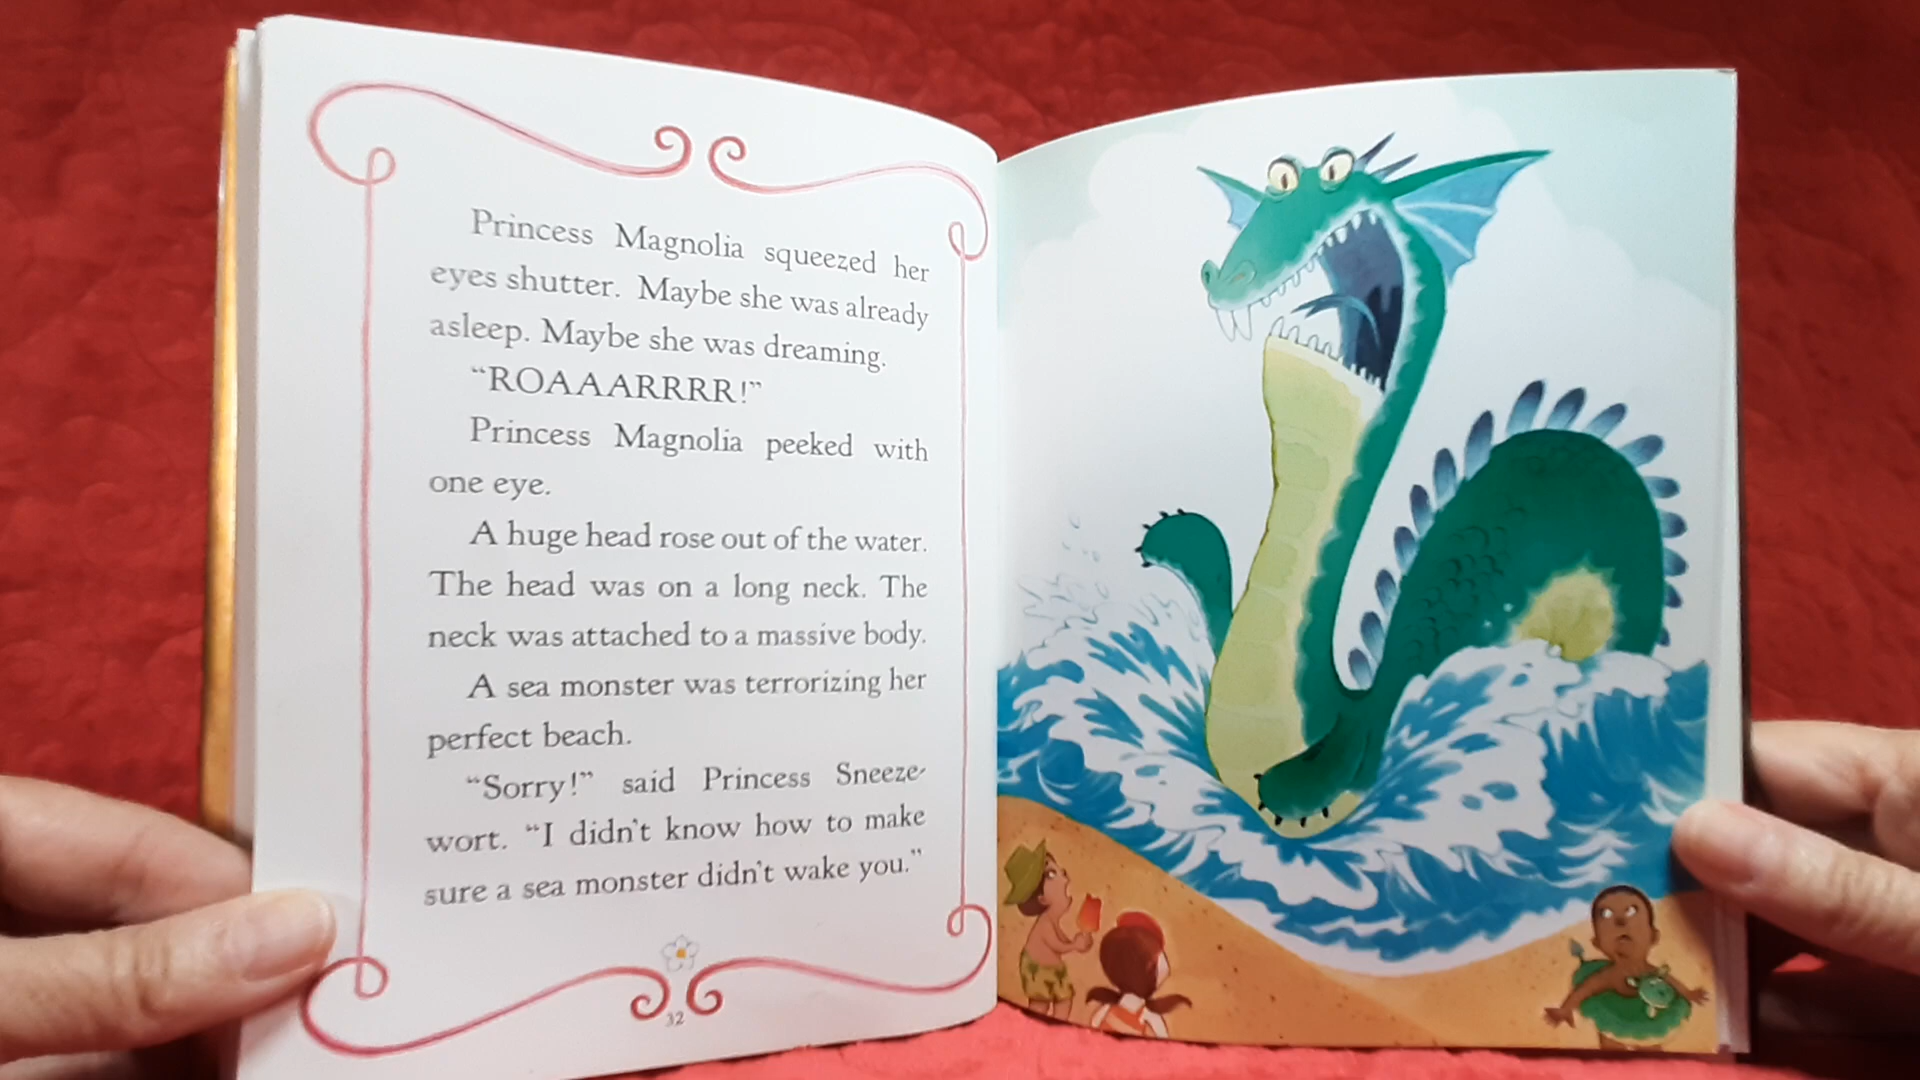 Princess Magnolia squeezed her
eyes shutter. Maybe she was already
asleep. Maybe she was dreaming.
“ROAAARRRR!”
Princess Magnolia peeked with
one eye.
A huge head rose out of the water.
The head was on a long neck. The
neck was attached to a massive body.
A sea monster was terrorizing her
perfect beach.
“Sorry!” said Princess Sneeze-
wort. “I didn’t know how to make
sure a sea monster didn’t wake you.”
32